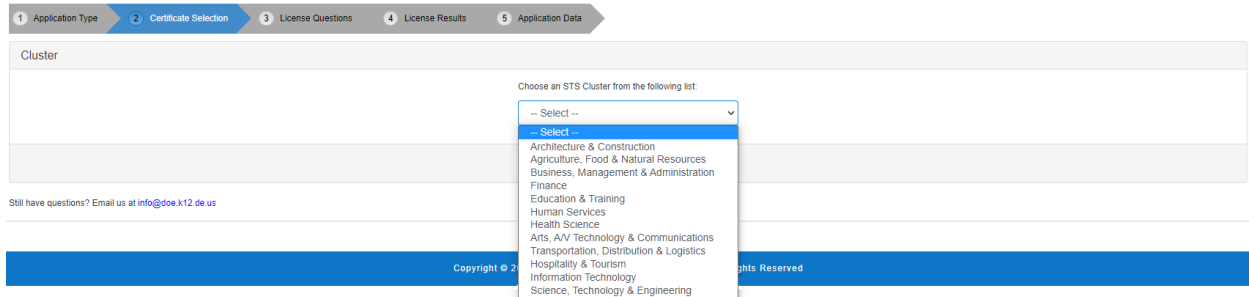 1 Application Type 2 Certificate Selection 3 License Questions 4 License Results 5 Application Data
Cluster
Choose an STS Cluster from the following list:
-- Select --
-- Select --
Architecture & Construction
Agriculture, Food & Natural Resources
Business, Management & Administration
Finance
Education & Training
Human Services
Health Science
Arts, A/V Technology & Communications
Transportation, Distribution & Logistics
Hospitality & Tourism
Information Technology
Science, Technology & Engineering
Still have questions? Email us at info@doe.k12.de.us
Copyright © 2 ghts Reserved